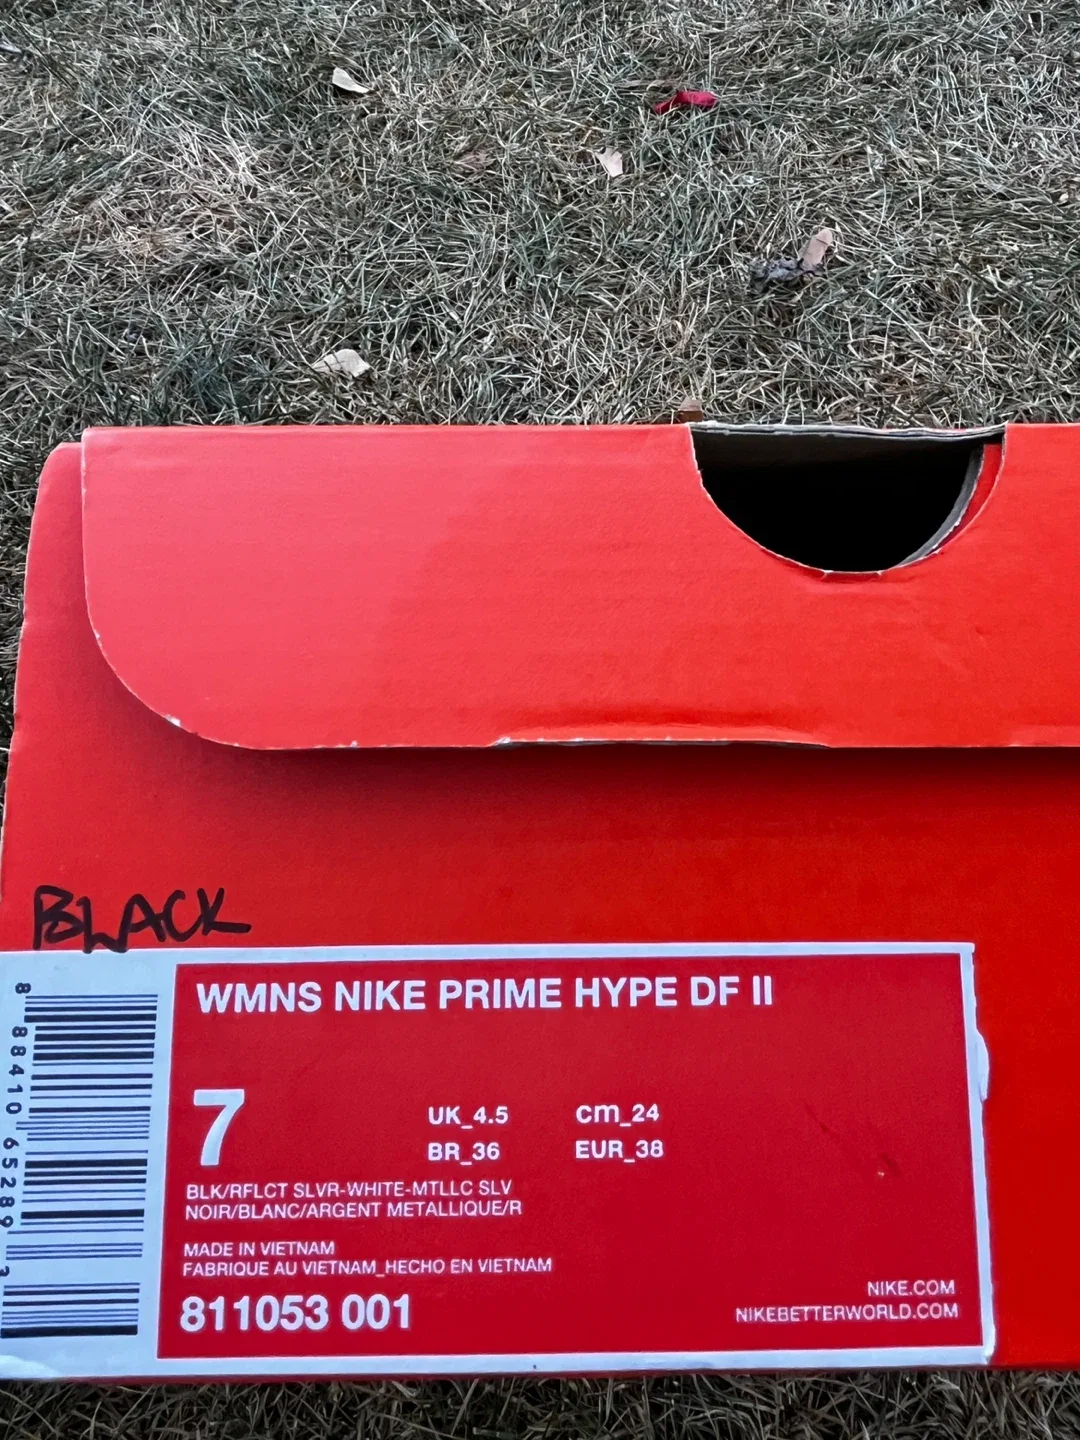 BLACK
WMNS NIKE PRIME HYPE DF II
7
UK_4.5 cm_24
BR_36 EUR_38
BLK/RFLCT SLVR-WHITE-MTLLC SLV
NOIR/BLANC/ARGENT METALLIQUE/R
MADE IN VIETNAM
FABRIQUE AU VIETNAM_HECHO EN VIETNAM
811053 001
NIKE.COM
NIKEBETTERWORLD.COM
8 88410 65289 3